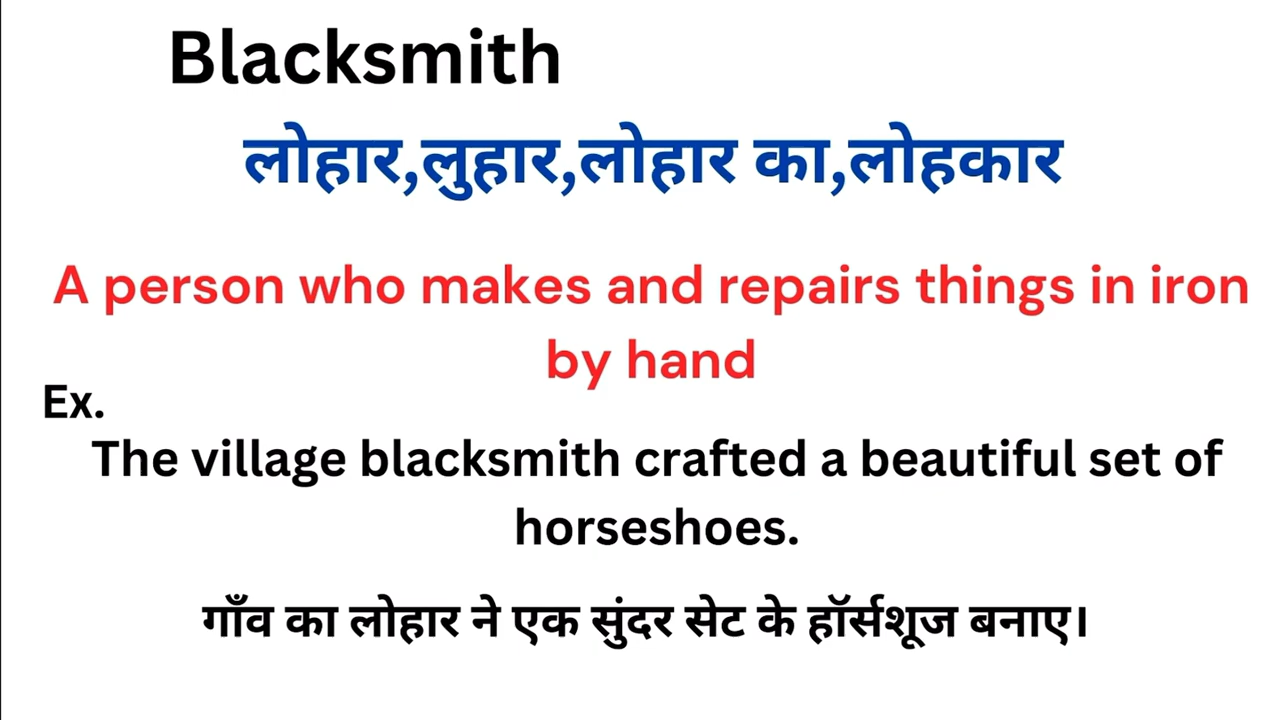 Blacksmith
लोहार,लुहार,लोहार का,लोहकार
A person who makes and repairs things in iron
by hand
Ex.
The village blacksmith crafted a beautiful set of
horseshoes.
गाँव का लोहार ने एक सुंदर सेट के हॉर्सशूज बनाए।